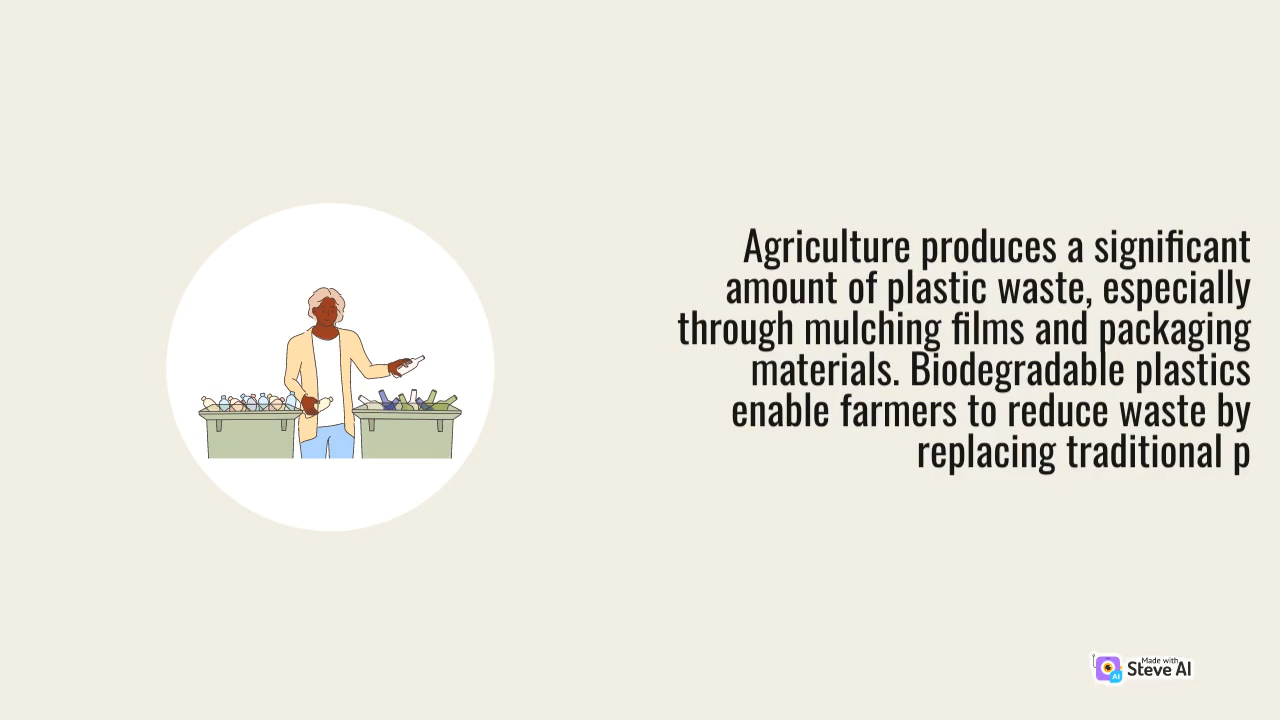 Agriculture produces a significant
amount of plastic waste, especially
through mulching films and packaging
materials. Biodegradable plastics
enable farmers to reduce waste by
replacing traditional p
Made with
Steve AI
AI